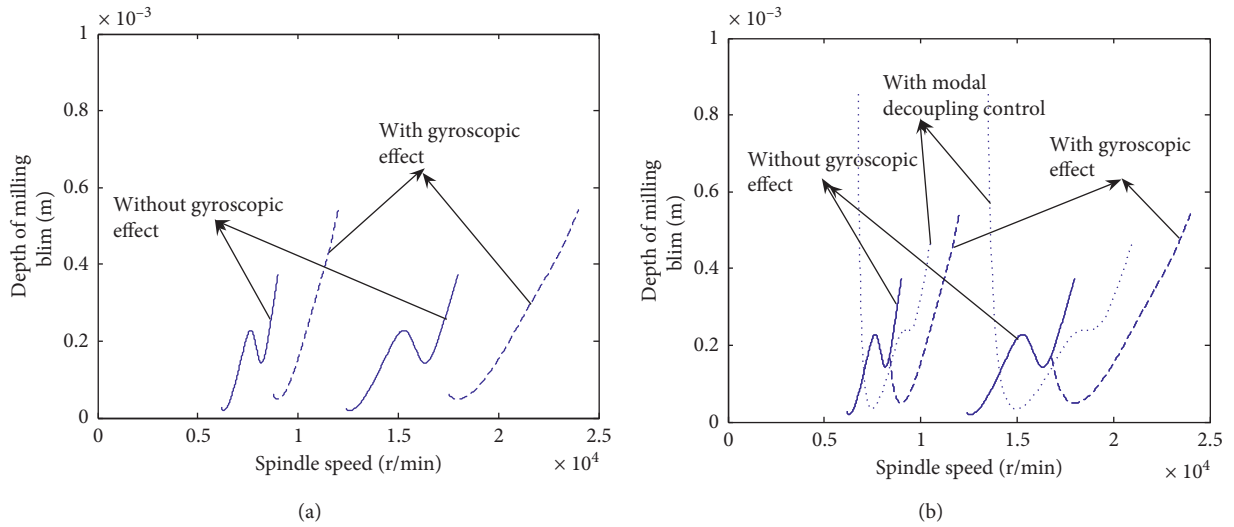 × 10⁻³
1
0.8
0.6
0.4
0.2
0
Depth of milling
blim (m)
With gyroscopic
effect
Without gyroscopic
effect
0 0.5 1 1.5 2 2.5
Spindle speed (r/min)
× 10⁴
(a)
× 10⁻³
1
0.8
0.6
0.4
0.2
0
Depth of milling
blim (m)
With modal
decoupling control
Without gyroscopic
effect
With gyroscopic
effect
0 0.5 1 1.5 2 2.5
Spindle speed (r/min)
× 10⁴
(b)